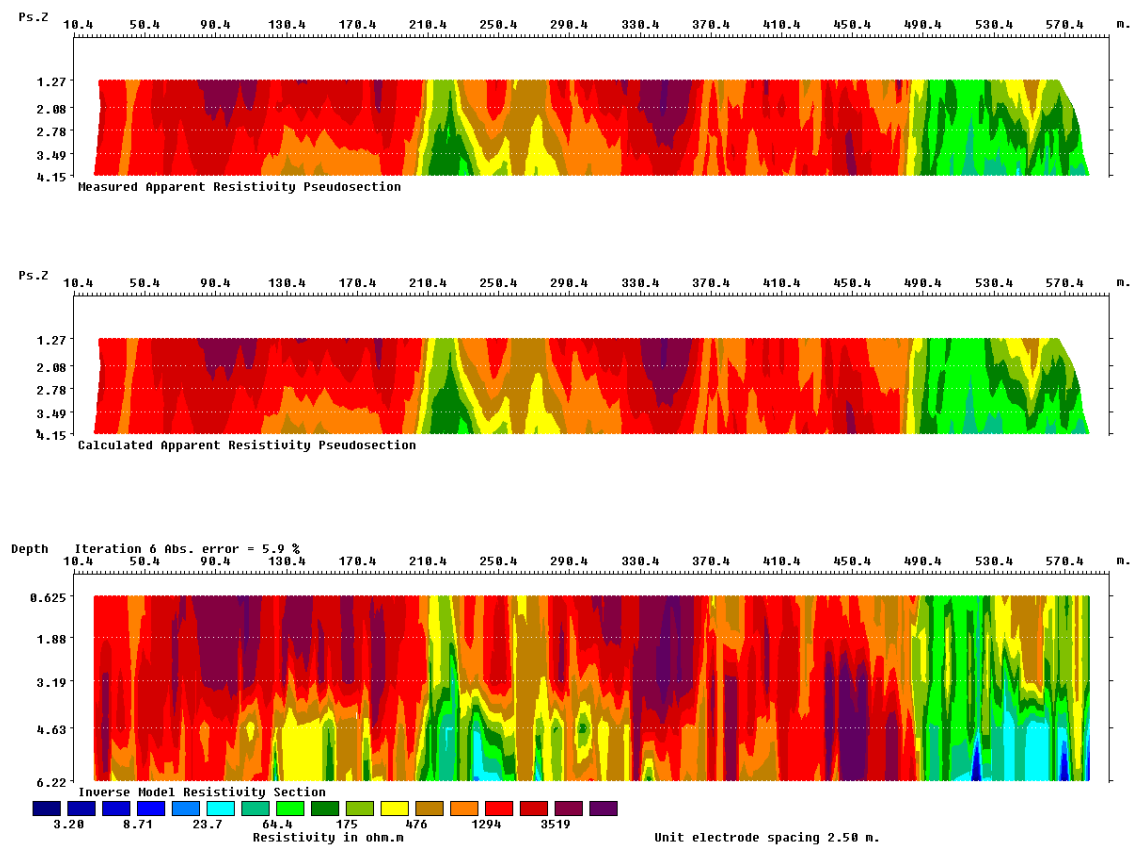 Ps.Z
10.4 50.4 90.4 130.4 170.4 210.4 250.4 290.4 330.4 370.4 410.4 450.4 490.4 530.4 570.4 m.
1.27
2.08
2.78
3.49
4.15
Measured Apparent Resistivity Pseudosection
Ps.Z
10.4 50.4 90.4 130.4 170.4 210.4 250.4 290.4 330.4 370.4 410.4 450.4 490.4 530.4 570.4 m.
1.27
2.08
2.78
3.49
4.15
Calculated Apparent Resistivity Pseudosection
Depth Iteration 6 Abs. error = 5.9 %
10.4 50.4 90.4 130.4 170.4 210.4 250.4 290.4 330.4 370.4 410.4 450.4 490.4 530.4 570.4 m.
0.625
1.88
3.19
4.63
6.22
Inverse Model Resistivity Section
3.20 8.71 23.7 64.4 175 476 1294 3519
Resistivity in ohm.m Unit electrode spacing 2.50 m.